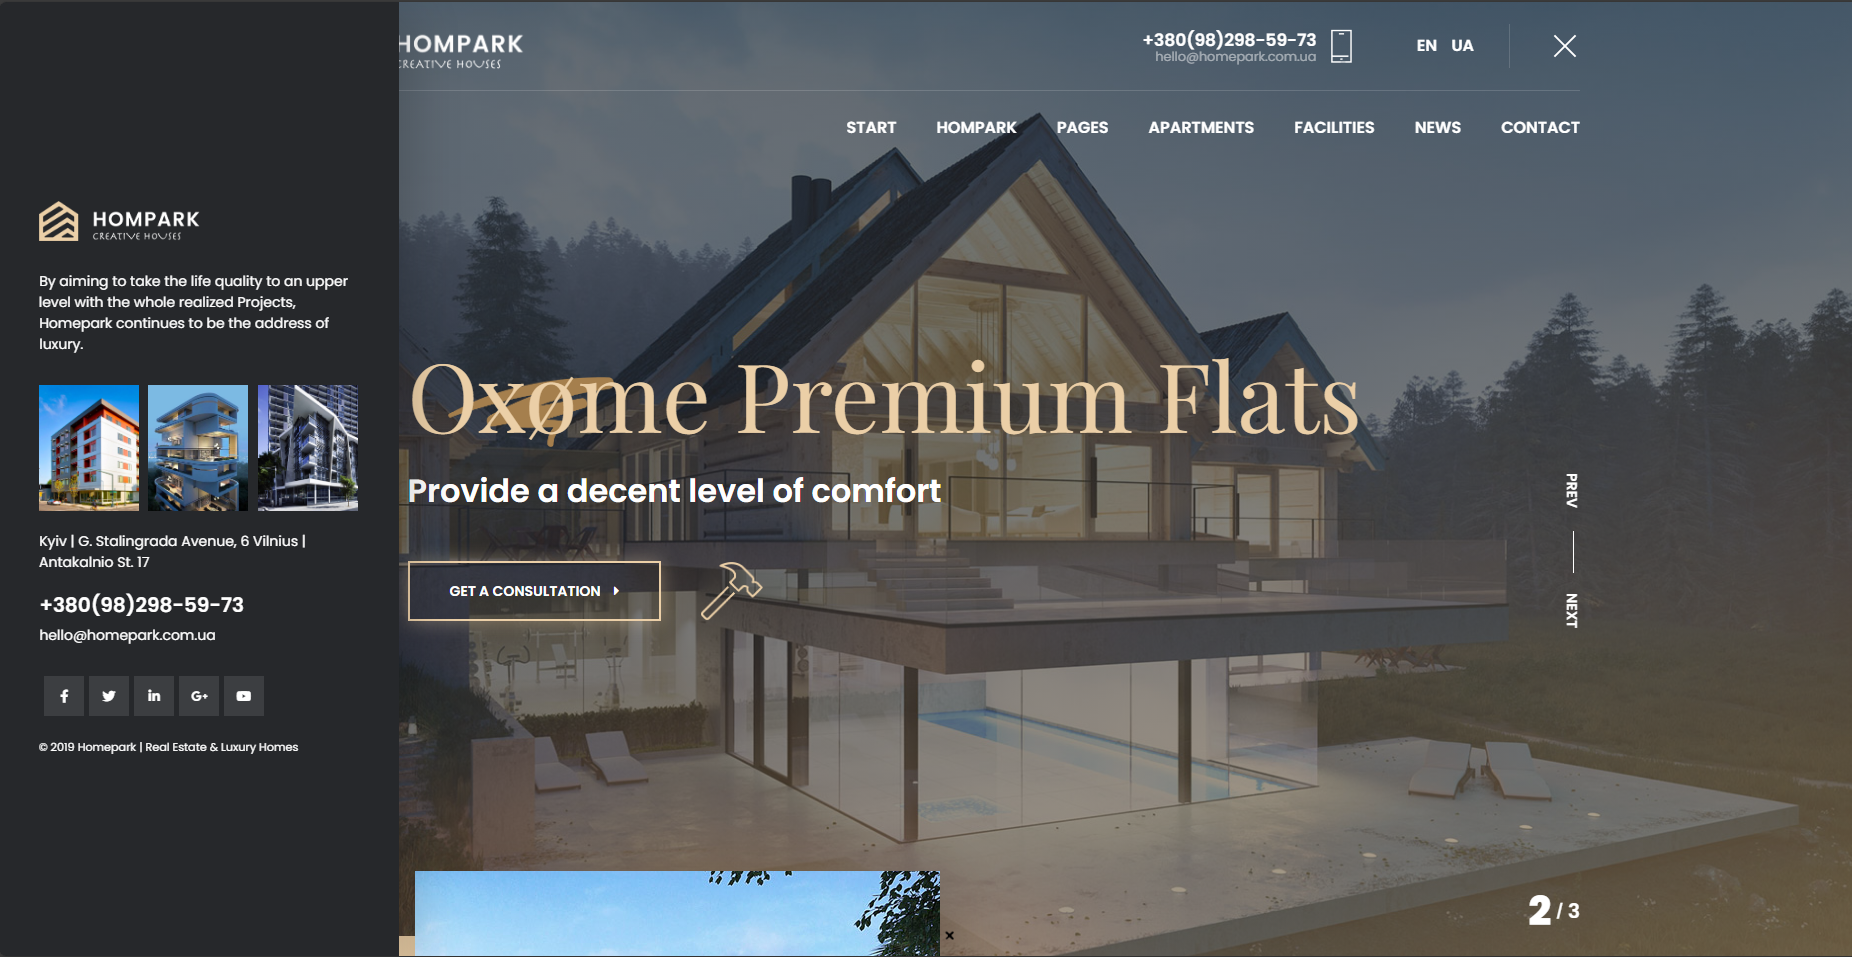 HOMPARK
CREATIVE HOUSES
By aiming to take the life quality to an upper
level with the whole realized Projects,
Homepark continues to be the address of
luxury.
Kyiv | G. Stalingrada Avenue, 6 Vilnius |
Antakalnio St. 17
+380(98)298-59-73
hello@homepark.com.ua
© 2019 Homepark | Real Estate & Luxury Homes
HOMPARK
CREATIVE HOUSES
+380(98)298-59-73
hello@homepark.com.ua
EN UA
START HOMPARK PAGES APARTMENTS FACILITIES NEWS CONTACT
Oxøme Premium Flats
Provide a decent level of comfort
GET A CONSULTATION
PREV
NEXT
2 / 3